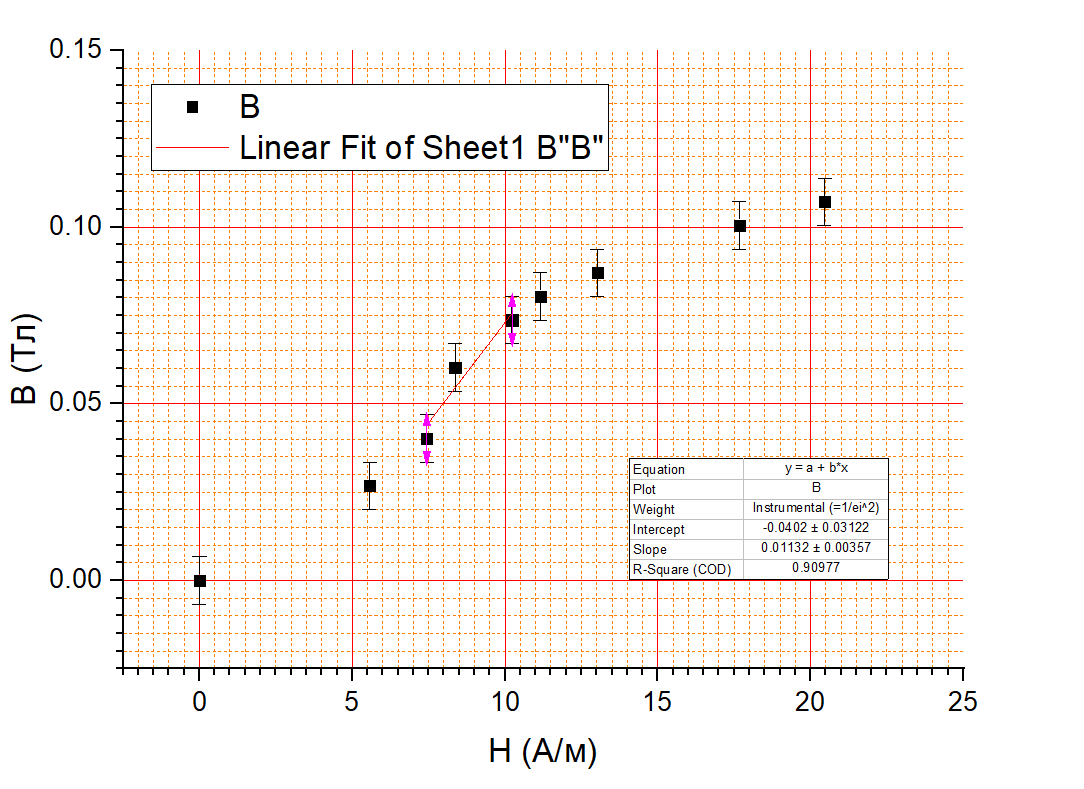 0.15
0.10
0.05
0.00
B (Тл)
B
Linear Fit of Sheet1 B"B"
Equation y = a + b*x
Plot B
Weight Instrumental (=1/ei^2)
Intercept -0.0402 ± 0.03122
Slope 0.01132 ± 0.00357
R-Square (COD) 0.90977
0 5 10 15 20 25
H (А/м)